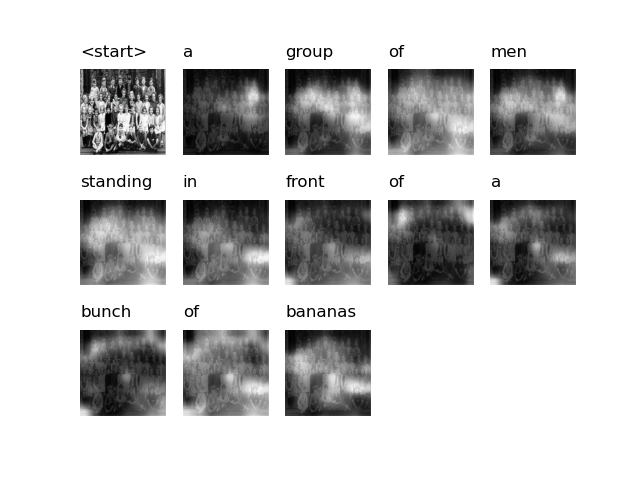 <start> a group of men
standing in front of a
bunch of bananas